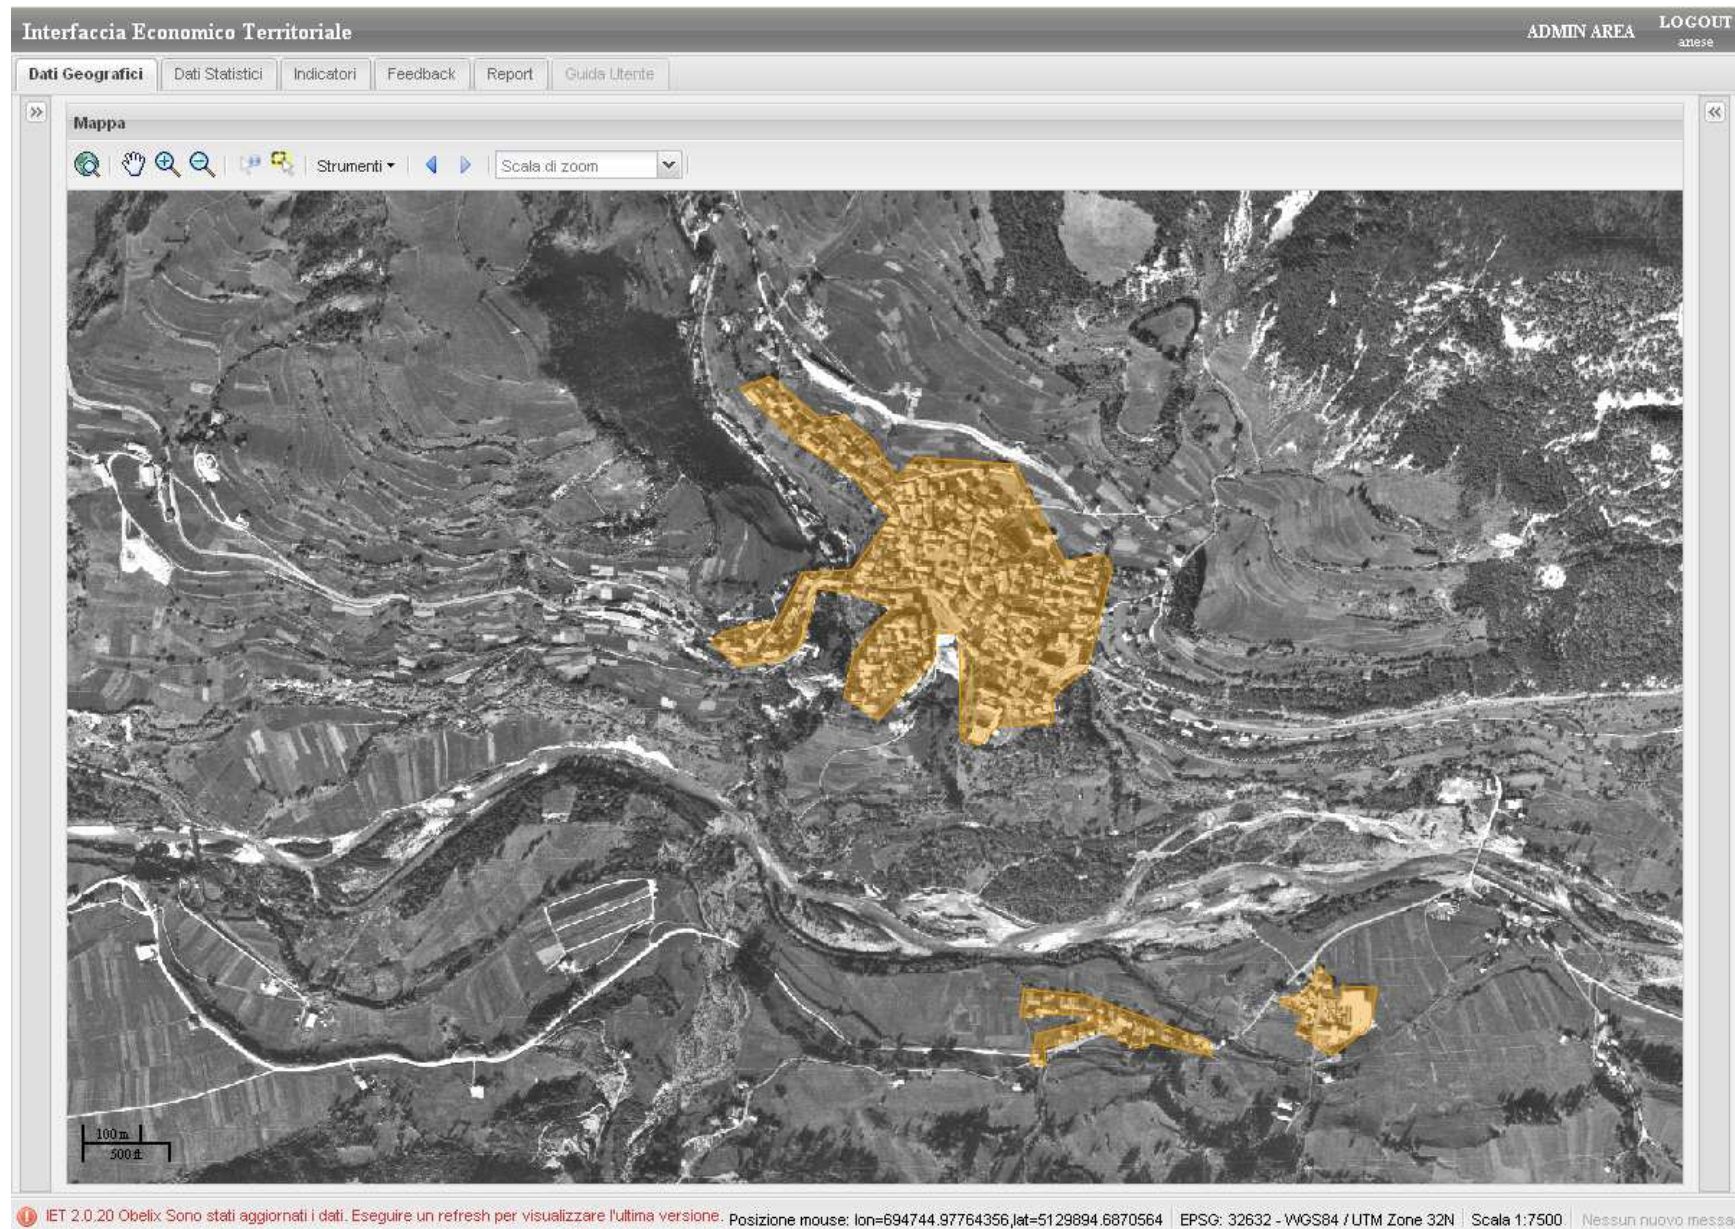 Interfaccia Economico Territoriale
ADMIN AREA
LOGOUT
anese
Dati Geografici
Dati Statistici
Indicatori
Feedback
Report
Guida Utente
Mappa
Strumenti
Scala di zoom
100 m
500 ft
IET 2.0.20 Obelix Sono stati aggiornati i dati. Eseguire un refresh per visualizzare l'ultima versione.
Posizione mouse: lon=694744.97764356,lat=5129894.6870564
EPSG: 32632 - WGS84 / UTM Zone 32N
Scala 1:7500
Nessun nuovo mess